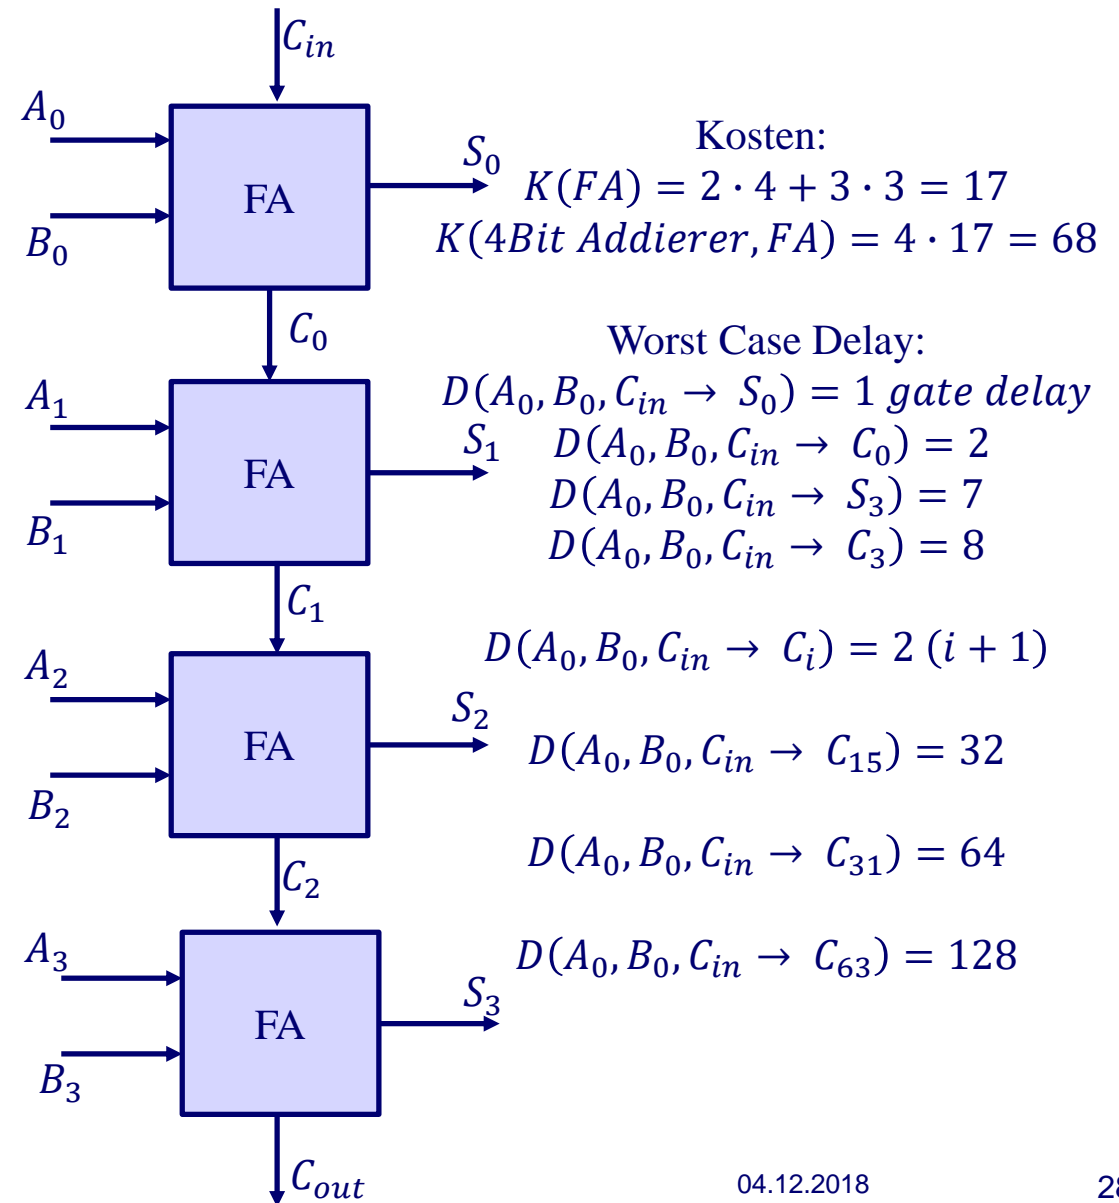 C_in
A_0
B_0
FA
S_0
Kosten:
K(FA) = 2 · 4 + 3 · 3 = 17
K(4Bit Addierer, FA) = 4 · 17 = 68
C_0
Worst Case Delay:
D(A_0, B_0, C_in → S_0) = 1 gate delay
A_1
B_1
FA
S_1
D(A_0, B_0, C_in → C_0) = 2
D(A_0, B_0, C_in → S_3) = 7
D(A_0, B_0, C_in → C_3) = 8
C_1
D(A_0, B_0, C_in → C_i) = 2 (i + 1)
A_2
B_2
FA
S_2
D(A_0, B_0, C_in → C_15) = 32
D(A_0, B_0, C_in → C_31) = 64
C_2
D(A_0, B_0, C_in → C_63) = 128
A_3
B_3
FA
S_3
C_out
04.12.2018
28